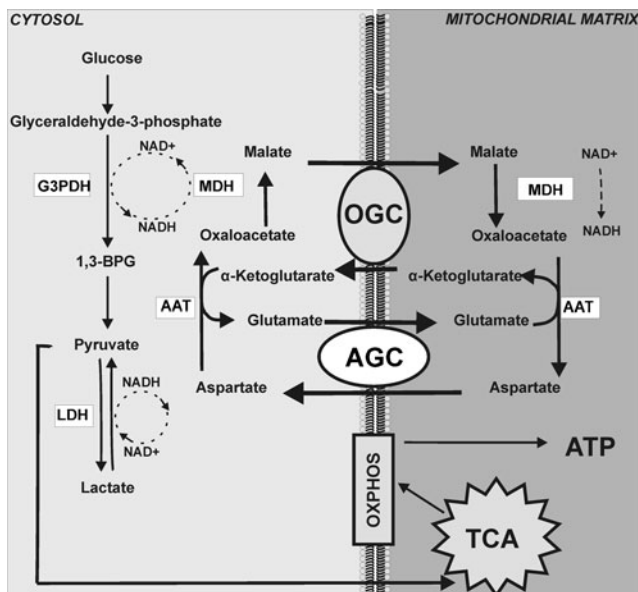 CYTOSOL
MITOCHONDRIAL MATRIX
Glucose
Glyceraldehyde-3-phosphate
NAD+
G3PDH
MDH
NADH
1,3-BPG
Malate
Oxaloacetate
α-Ketoglutarate
AAT
Glutamate
Aspartate
Pyruvate
NADH
LDH
NAD+
Lactate
OGC
AGC
OXPHOS
Malate
NAD+
MDH
NADH
Oxaloacetate
α-Ketoglutarate
AAT
Glutamate
Aspartate
ATP
TCA